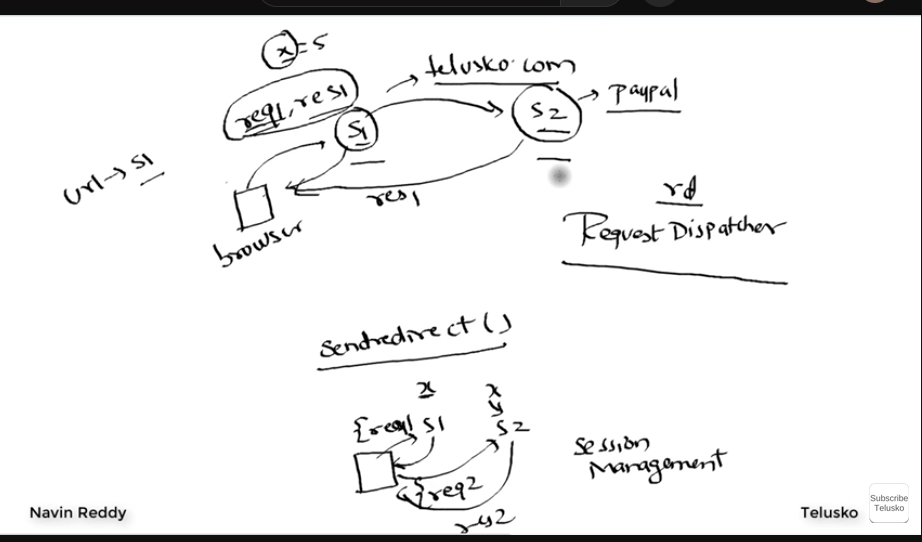 x = 5
telusko.com
req1, res1
S1
S2
Paypal
url → S1
res1
browser
rd
Request Dispatcher
sendredirect()
x
x
y
{req1 S1
S2
{req2
res2
Session
Management
Navin Reddy
Telusko
Subscribe
Telusko